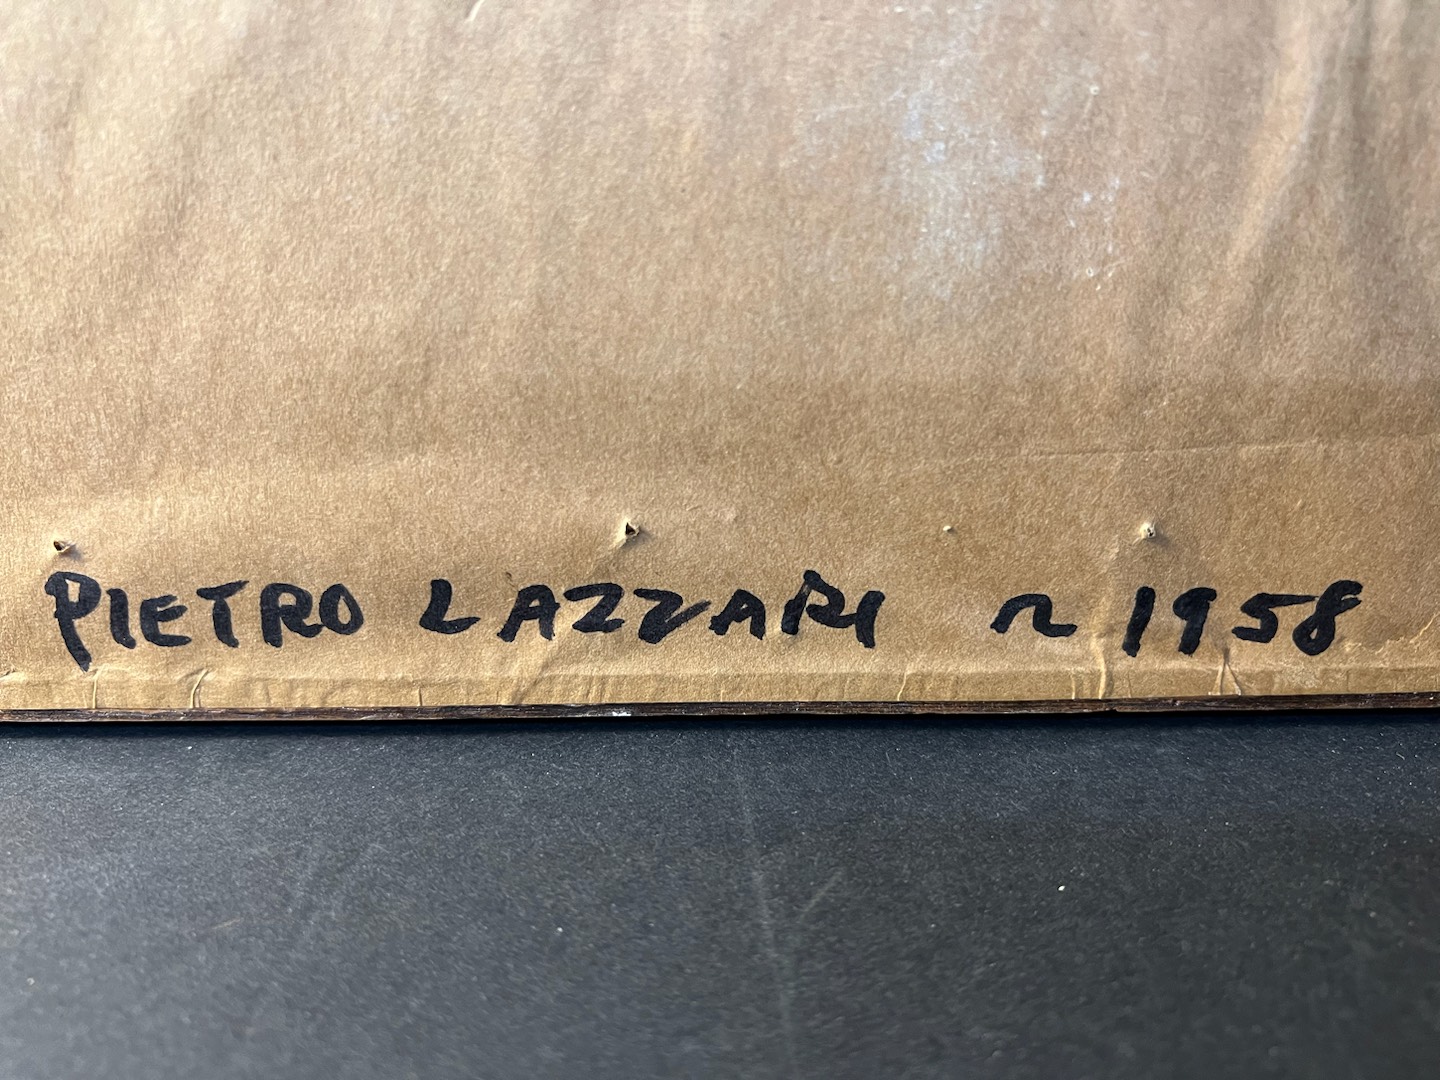 PIETRO LAZZARI ~ 1958